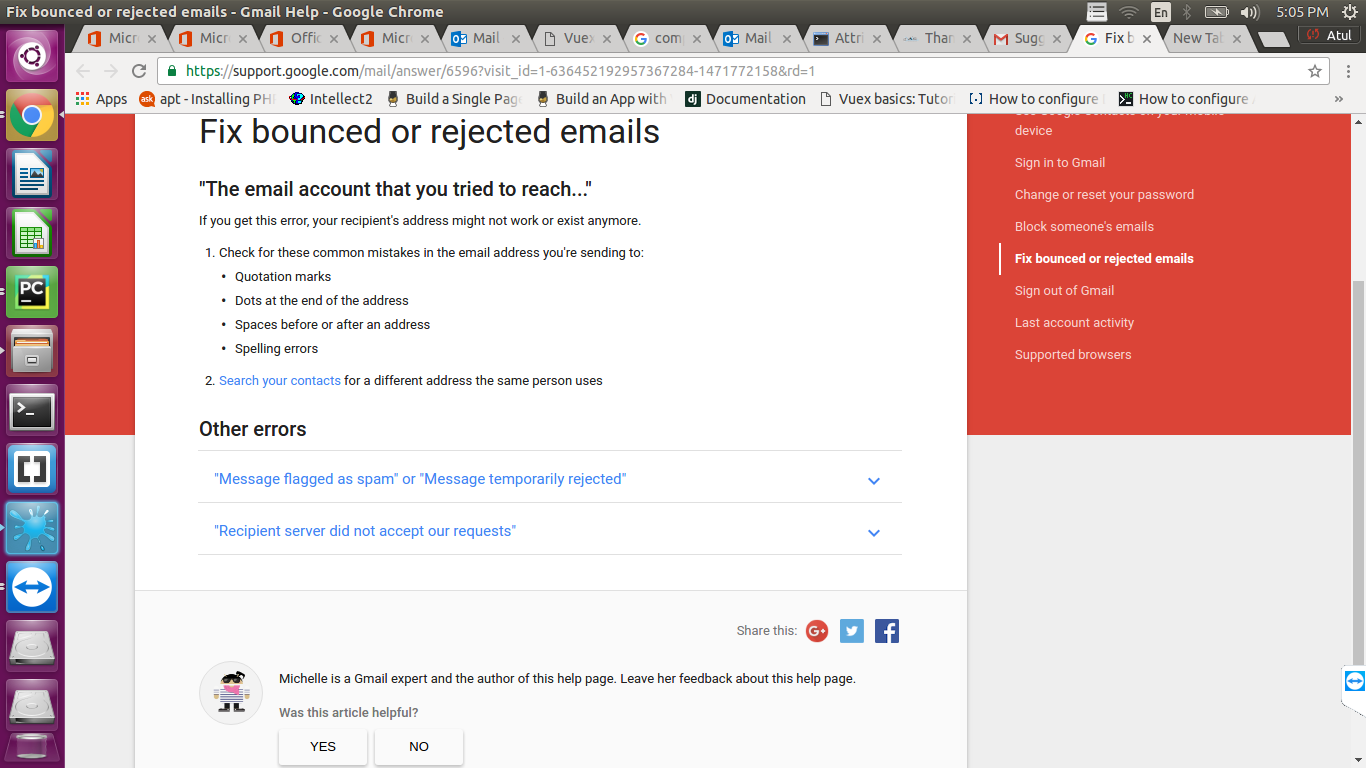 Fix bounced or rejected emails - Gmail Help - Google Chrome
En
5:05 PM
Micr
Micr
Offic
Micr
Mail
Vuex
com
Mail
Attri
Than
Sugg
Fix b
New Tab
Atul
https://support.google.com/mail/answer/6596?visit_id=1-636452192957367284-1471772158&rd=1
Apps
ask
apt - Installing PH
Intellect2
Build a Single Page
Build an App with
dj
Documentation
Vuex basics: Tutor
How to configure
How to configure
»
Fix bounced or rejected emails
"The email account that you tried to reach..."
If you get this error, your recipient's address might not work or exist anymore.
1. Check for these common mistakes in the email address you're sending to:
• Quotation marks
• Dots at the end of the address
• Spaces before or after an address
• Spelling errors
2. Search your contacts for a different address the same person uses
Other errors
"Message flagged as spam" or "Message temporarily rejected"
"Recipient server did not accept our requests"
Share this:
G+
Michelle is a Gmail expert and the author of this help page. Leave her feedback about this help page.
Was this article helpful?
YES
NO
device
Sign in to Gmail
Change or reset your password
Block someone's emails
Fix bounced or rejected emails
Sign out of Gmail
Last account activity
Supported browsers
PC